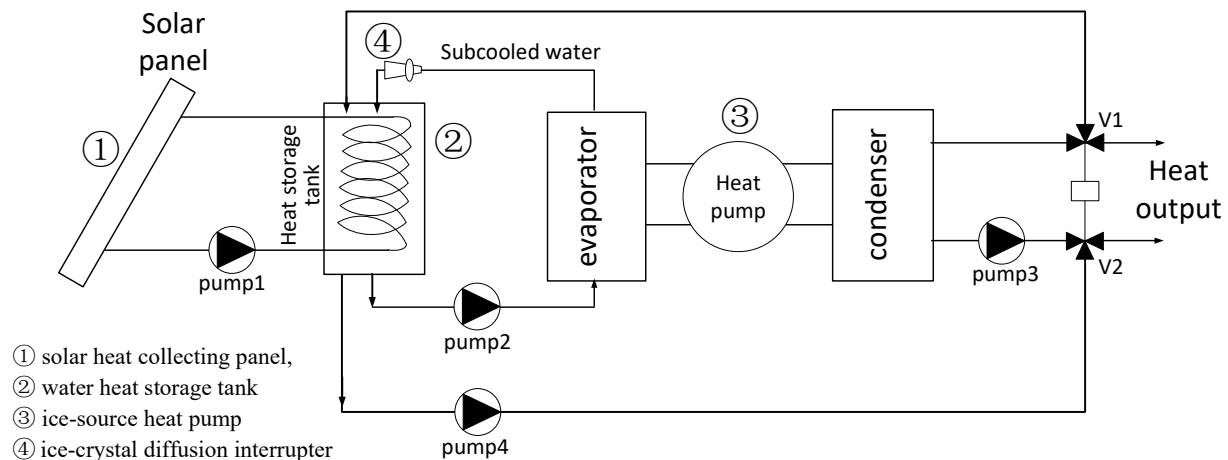 Solar
panel
①
④
Subcooled water
Heat storage
tank
②
evaporator
③
Heat
pump
condenser
V1
Heat
output
V2
pump1
pump2
pump3
pump4
① solar heat collecting panel,
② water heat storage tank
③ ice-source heat pump
④ ice-crystal diffusion interrupter